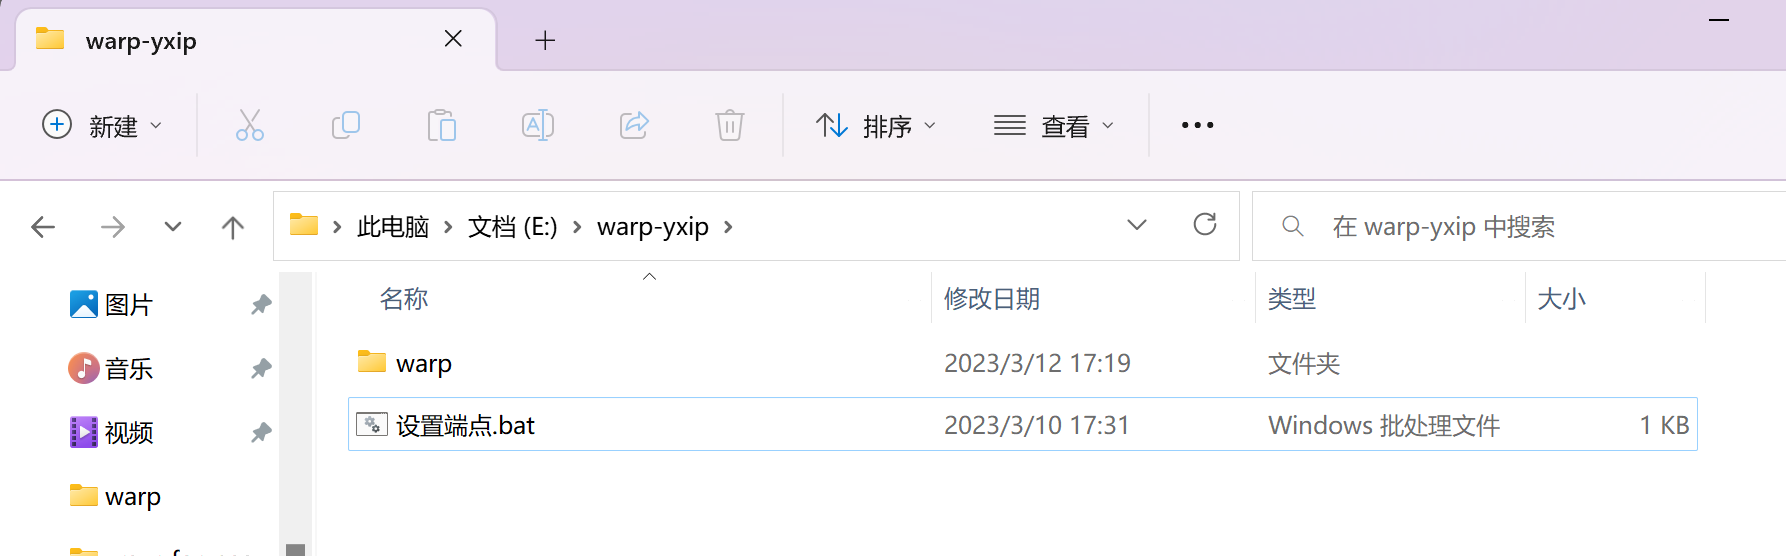 warp-yxip
新建
排序
查看
此电脑 文档 (E:) warp-yxip
在 warp-yxip 中搜索
名称 修改日期 类型 大小
图片
音乐
视频
warp
warp 2023/3/12 17:19 文件夹
设置端点.bat 2023/3/10 17:31 Windows 批处理文件 1 KB